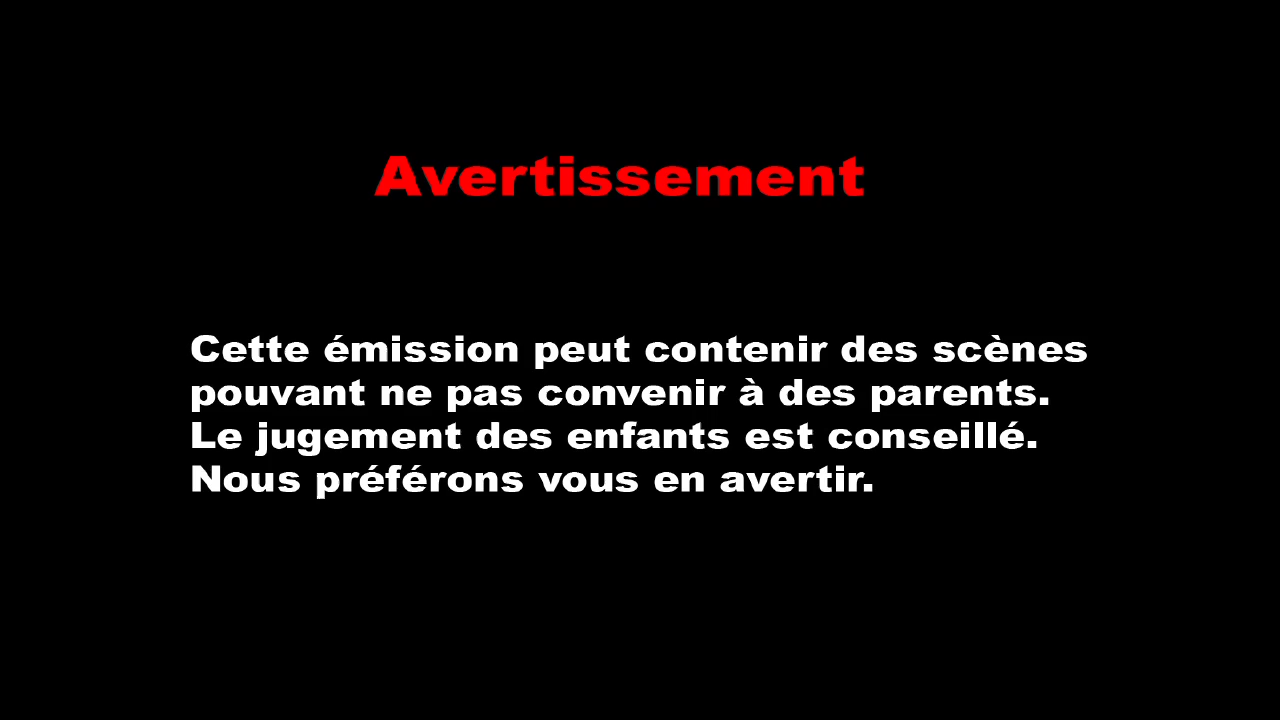 Avertissement
Cette émission peut contenir des scènes
pouvant ne pas convenir à des parents.
Le jugement des enfants est conseillé.
Nous préférons vous en avertir.